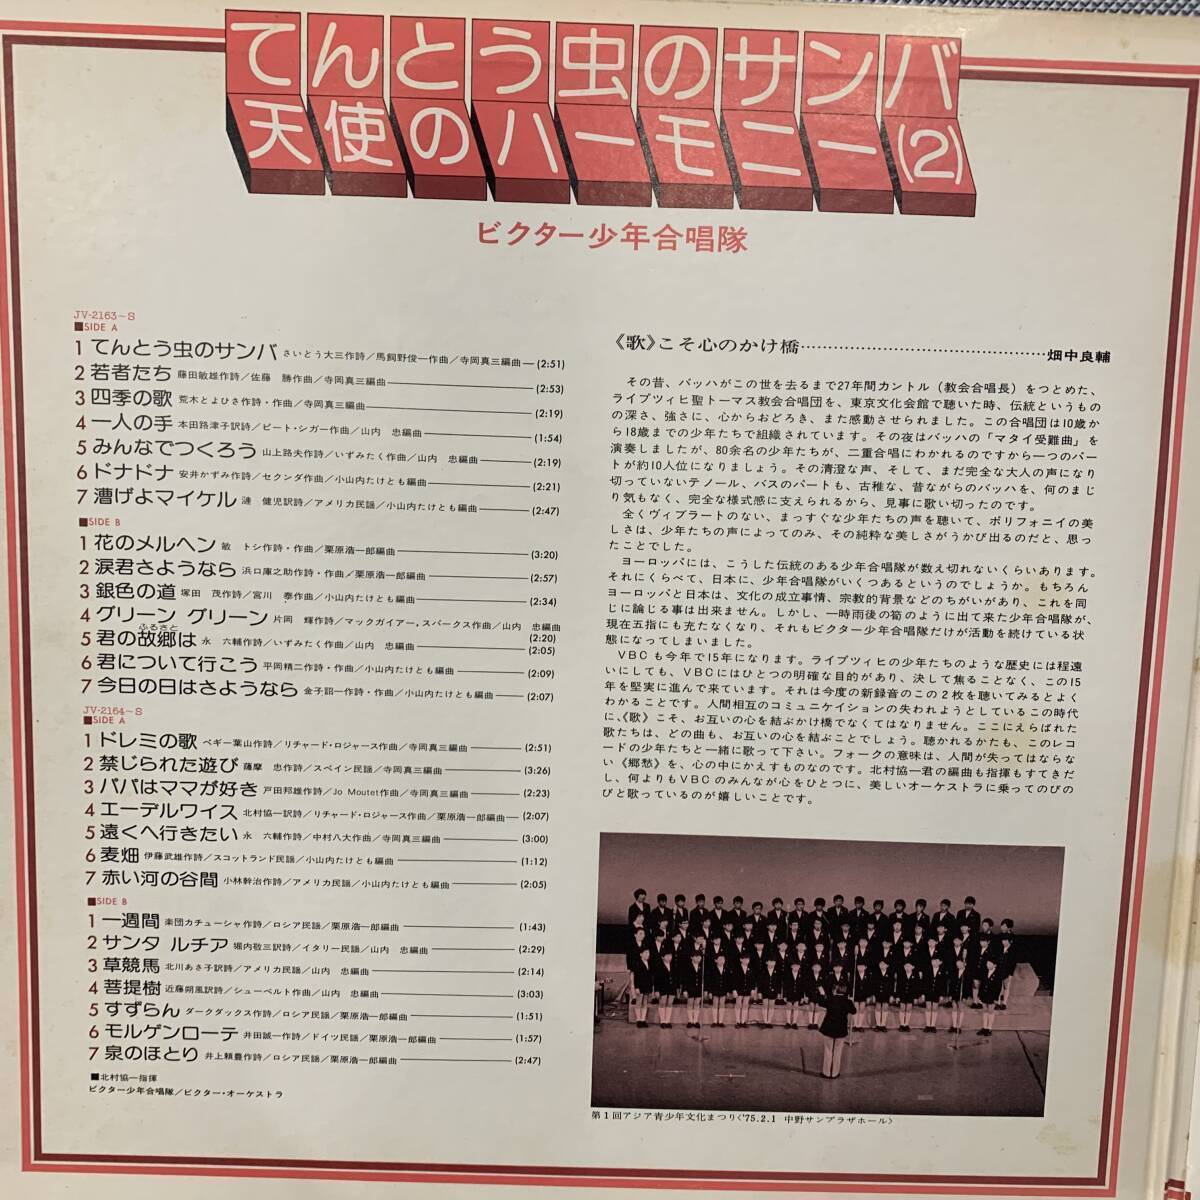 てんとう虫のサンバ
天使のハーモニー(2)
ビクター少年合唱隊
JV-2163~S
■SIDE A
1 てんとう虫のサンバ さいとう大三作詩/馬飼野俊一作曲/寺岡真三編曲 (2:51)
2 若者たち 藤田敏雄作詩/佐藤 勝作曲/寺岡真三編曲 (2:53)
3 四季の歌 荒木とよひさ作詩・作曲/寺岡真三編曲 (2:19)
4 一人の手 本田路津子訳詩/ピート・シガー作曲/山内 忠編曲 (1:54)
5 みんなでつくろう 山上路夫作詩/いずみたく作曲/山内 忠編曲 (2:19)
6 ドナドナ 安井かずみ作詩/セクンダ作曲/小山内たけとも編曲 (2:21)
7 漕げよマイケル 漣 健児訳詩/アメリカ民謡/小山内たけとも編曲 (2:47)
■SIDE B
1 花のメルヘン 敏 トシ作詩・作曲/栗原浩一郎編曲 (3:20)
2 涙君さようなら 浜口庫之助作詩・作曲/栗原浩一郎編曲 (2:57)
3 銀色の道 塚田 茂作詩/宮川 泰作曲/小山内たけとも編曲 (2:34)
4 グリーン グリーン 片岡 輝作詩/マックガイアー,スパークス作曲/山内 忠編曲 (2:20)
5 君の故郷は ふるさと 永 六輔作詩/いずみたく作曲/山内 忠編曲 (2:05)
6 君について行こう 平岡精二作詩・作曲/小山内たけとも編曲 (2:09)
7 今日の日はさようなら 金子詔一作詩・作曲/小山内たけとも編曲 (2:07)
JV-2164~S
■SIDE A
1 ドレミの歌 ペギー葉山作詩/リチャード・ロジャース作曲/寺岡真三編曲 (2:51)
2 禁じられた遊び 薩摩 忠作詩/スペイン民謡/寺岡真三編曲 (3:26)
3 パパはママが好き 戸田邦雄作詩/Jo Moutet作曲/寺岡真三編曲 (2:23)
4 エーデルワイス 北村協一訳詩/リチャード・ロジャース作曲/栗原浩一郎編曲 (2:07)
5 遠くへ行きたい 永 六輔作詩/中村八大作曲/寺岡真三編曲 (3:00)
6 麦畑 伊藤武雄作詩/スコットランド民謡/小山内たけとも編曲 (1:12)
7 赤い河の谷間 小林幹治作詩/アメリカ民謡/小山内たけとも編曲 (2:05)
■SIDE B
1 一週間 楽団カチューシャ作詩/ロシア民謡/栗原浩一郎編曲 (1:43)
2 サンタ ルチア 堀内敬三訳詩/イタリー民謡/山内 忠編曲 (2:29)
3 草競馬 北川あさ子訳詩/アメリカ民謡/山内 忠編曲 (2:14)
4 菩提樹 近藤朔風訳詩/シューベルト作曲/山内 忠編曲 (3:03)
5 すずらん ダークダックス作詩/ロシア民謡/栗原浩一郎編曲 (1:51)
6 モルゲンローテ 井田誠一作詩/ドイツ民謡/栗原浩一郎編曲 (1:57)
7 泉のほとり 井上頼豊作詩/ロシア民謡/栗原浩一郎編曲 (2:47)
■北村協一指揮
ビクター少年合唱隊/ビクター・オーケストラ
《歌》こそ心のかけ橋 畑中良輔
その昔、バッハがこの世を去るまで27年間カントル(教会合唱長)をつとめた、
ライプツィヒ聖トーマス教会合唱団を、東京文化会館で聴いた時、伝統というもの
の深さ、強さに、心からおどろき、また感動させられました。この合唱団は10歳か
ら18歳までの少年たちで組織されています。その夜はバッハの「マタイ受難曲」を
演奏しましたが、80余名の少年たちが、二重合唱にわかれるのですから一つのパー
トが約10人位になりましょう。その清澄な声、そして、まだ完全な大人の声になり
切っていないテノール、バスのパートも、古稚な、昔ながらのバッハを、何のまじ
り気もなく、完全な様式感に支えられるから、見事に歌い切ったのです。
全くヴィブラートのない、まっすぐな少年たちの声を聴いて、ポリフォニイの美
しさは、少年たちの声によってのみ、その純粋な美しさがうかび出るのだと、思っ
たことでした。
ヨーロッパには、こうした伝統のある少年合唱隊が数え切れないくらいあります。
それにくらべて、日本に、少年合唱隊がいくつあるというのでしょうか。もちろん
ヨーロッパと日本は、文化の成立事情、宗教的背景などのちがいがあり、これを同
じに論じる事は出来ません。しかし、一時雨後の筍のように出て来た少年合唱隊が、
現在五指にも充たなくなり、それもビクター少年合唱隊だけが活動を続けている状
態になってしまいました。
VBCも今年で15年になります。ライプツィヒの少年たちのような歴史には程遠
いにしても、VBCにはひとつの明確な目的があり、決して焦ることなく、この15
年を堅実に進んで来ています。それは今度の新録音のこの2枚を聴いてみるとよく
わかることです。人間相互のコミュニケイションの失われようとしているこの時代
に、《歌》こそ、お互いの心を結ぶかけ橋でなくてはなりません。ここにえらばれた
歌たちは、どの曲も、お互いの心を結ぶことでしょう。聴かれるかたも、このレコ
ードの少年たちと一緒に歌って下さい。フォークの意味は、人間が失ってはならな
い《郷愁》を、心の中にかえすものなのです。北村協一君の編曲も指揮もすてきだ
し、何よりもVBCのみんなが心をひとつに、美しいオーケストラに乗ってのびの
びと歌っているのが嬉しいことです。
第1回アジア青少年文化まつり<'75.2.1 中野サンプラザホール>